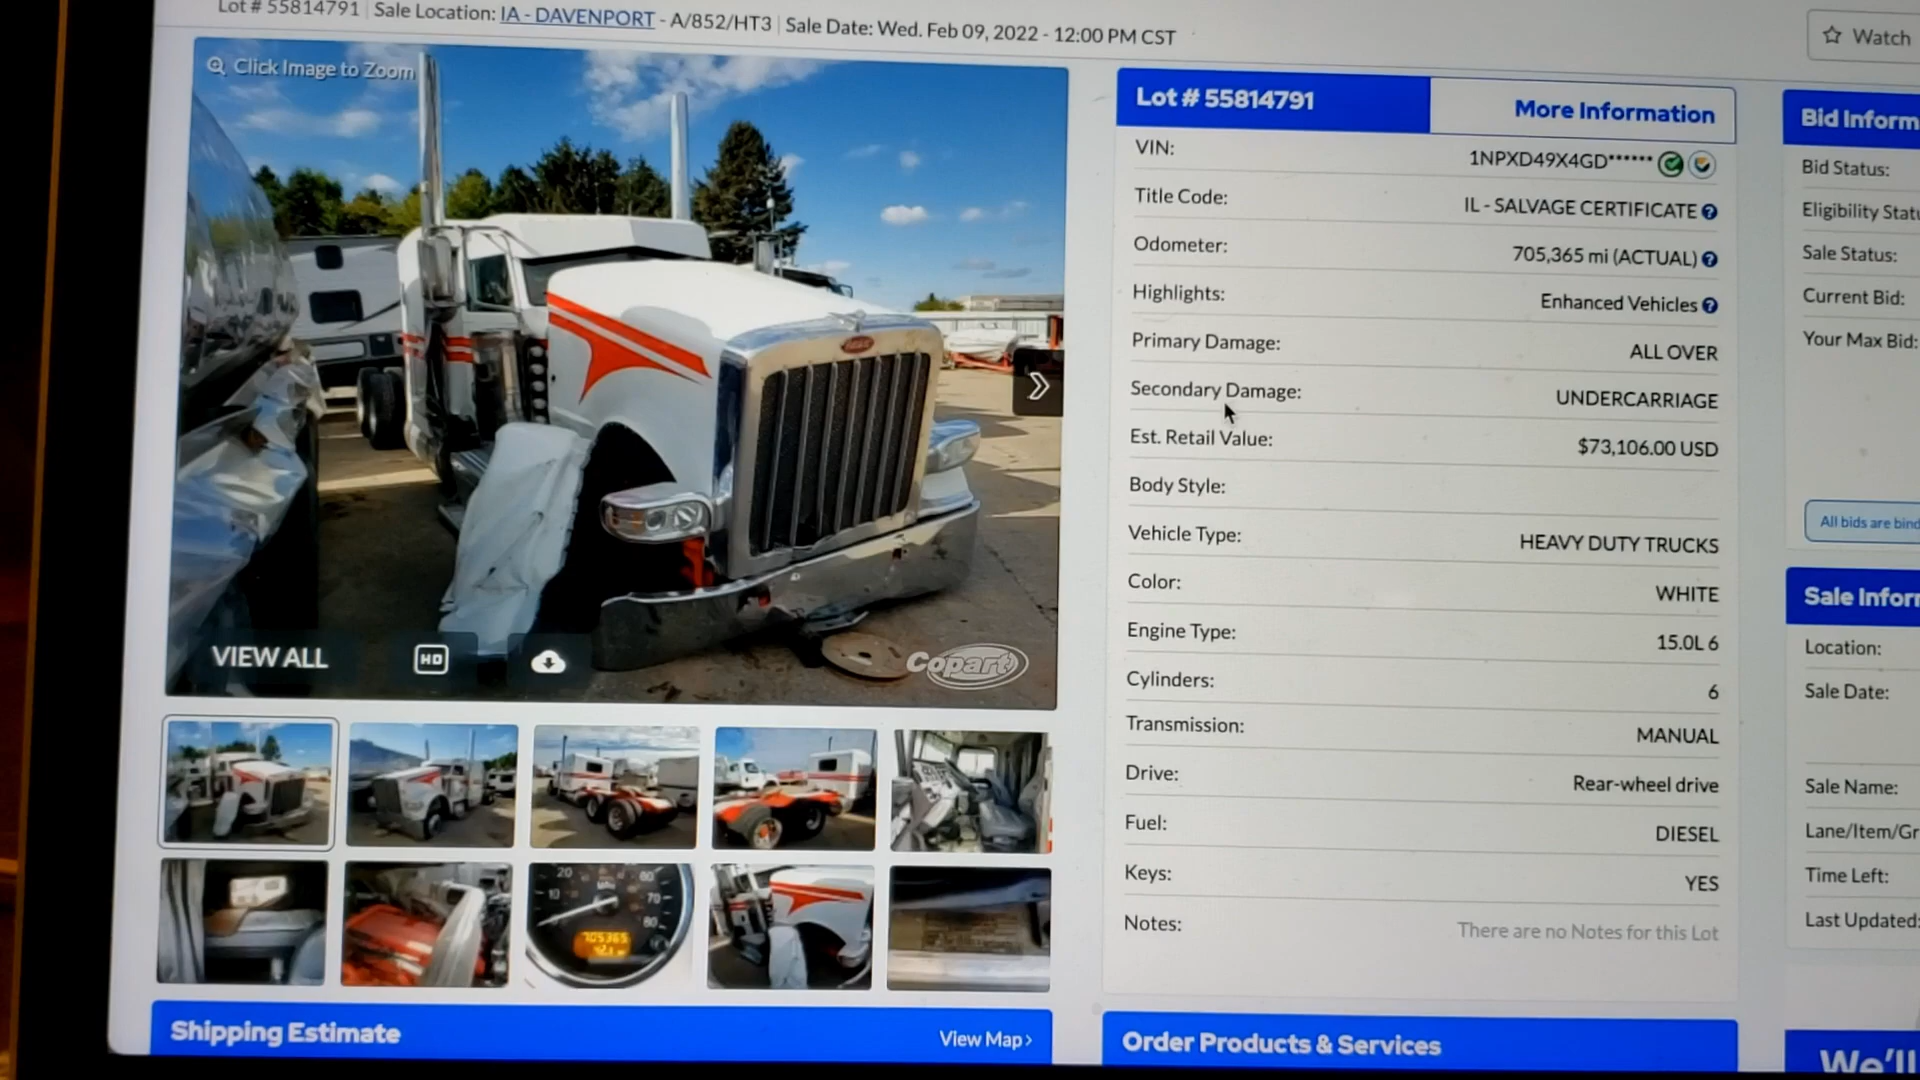 Lot # 55814791 | Sale Location: IA - DAVENPORT - A/852/HT3 | Sale Date: Wed. Feb 09, 2022 - 12:00 PM CST
Watch
Click Image to Zoom
VIEW ALL
HD
Copart
20
10
60
70
80
705365
Shipping Estimate
View Map
Lot # 55814791
More Information
VIN: 1NPXD49X4GD******
Title Code: IL - SALVAGE CERTIFICATE
Odometer: 705,365 mi (ACTUAL)
Highlights: Enhanced Vehicles
Primary Damage: ALL OVER
Secondary Damage: UNDERCARRIAGE
Est. Retail Value: $73,106.00 USD
Body Style:
Vehicle Type: HEAVY DUTY TRUCKS
Color: WHITE
Engine Type: 15.0L 6
Cylinders: 6
Transmission: MANUAL
Drive: Rear-wheel drive
Fuel: DIESEL
Keys: YES
Notes: There are no Notes for this Lot
Order Products & Services
Bid Inform
Bid Status:
Eligibility Statu
Sale Status:
Current Bid:
Your Max Bid:
All bids are bind
Sale Infor
Location:
Sale Date:
Sale Name:
Lane/Item/Gr
Time Left:
Last Updated:
We'll